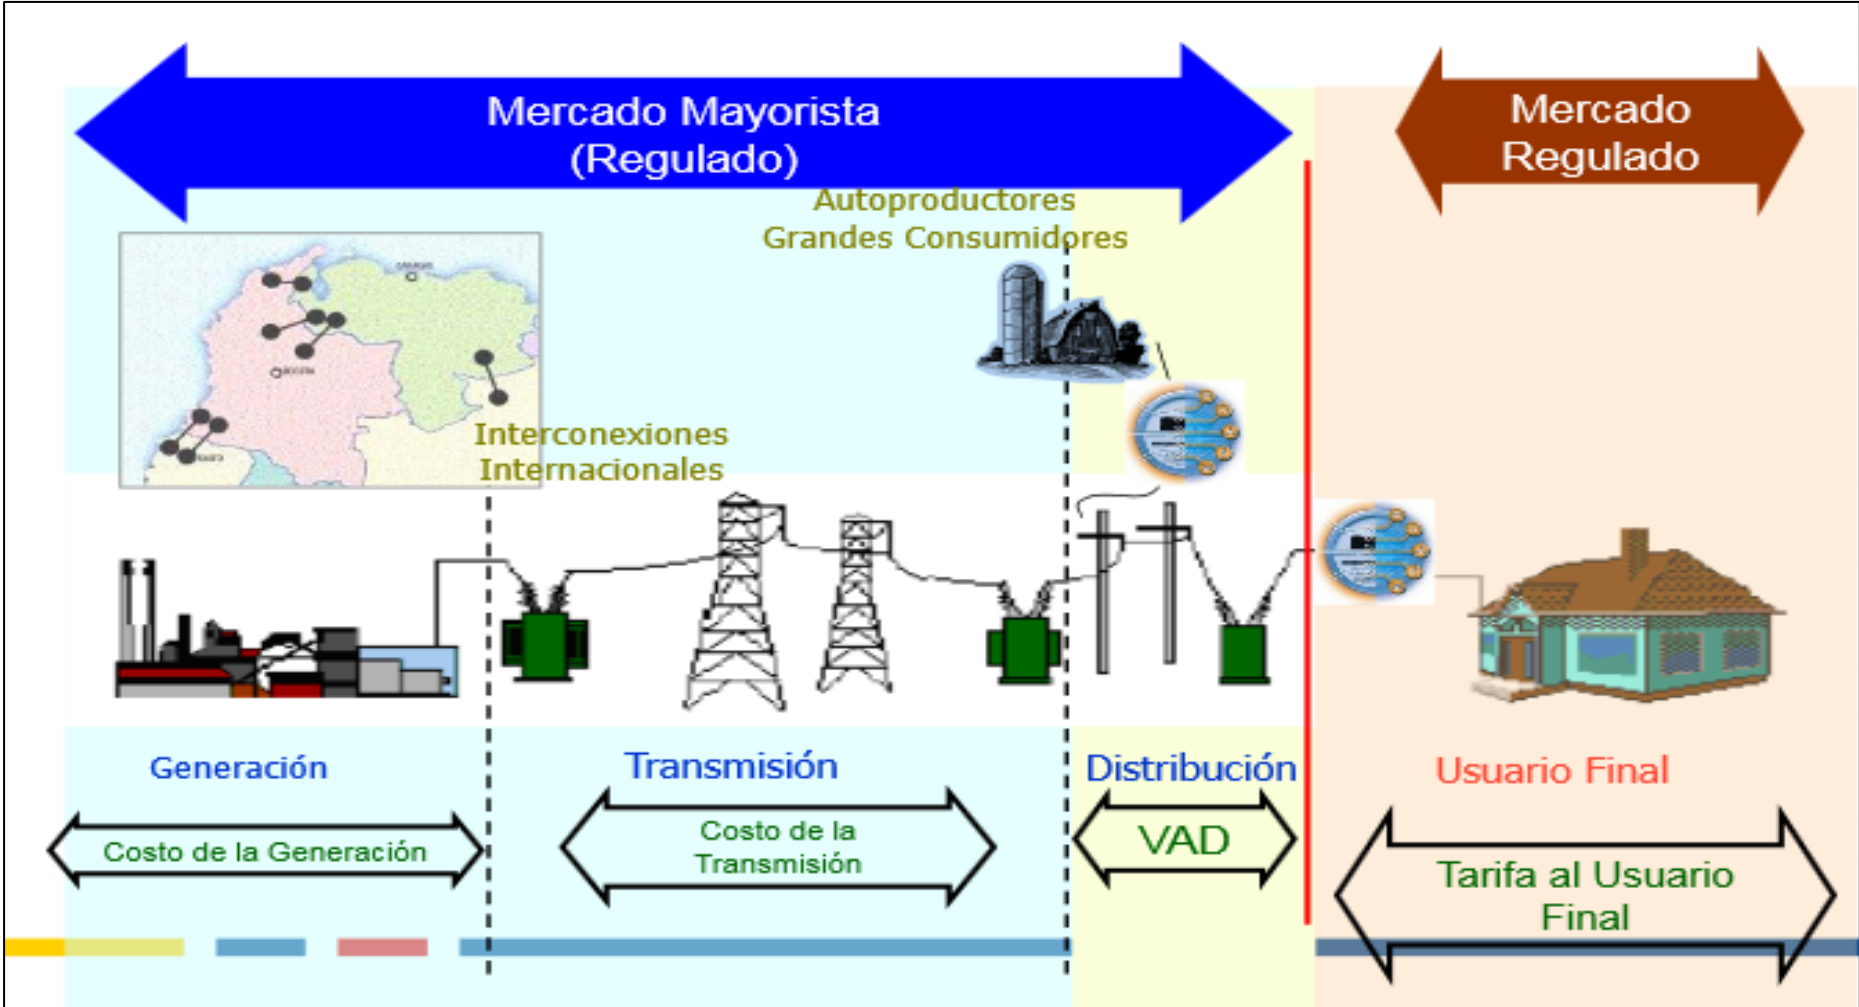 Mercado Mayorista
(Regulado)
Mercado
Regulado
Autoproductores
Grandes Consumidores
Interconexiones
Internacionales
Generación
Transmisión
Distribución
Usuario Final
Costo de la Generación
Costo de la
Transmisión
VAD
Tarifa al Usuario
Final